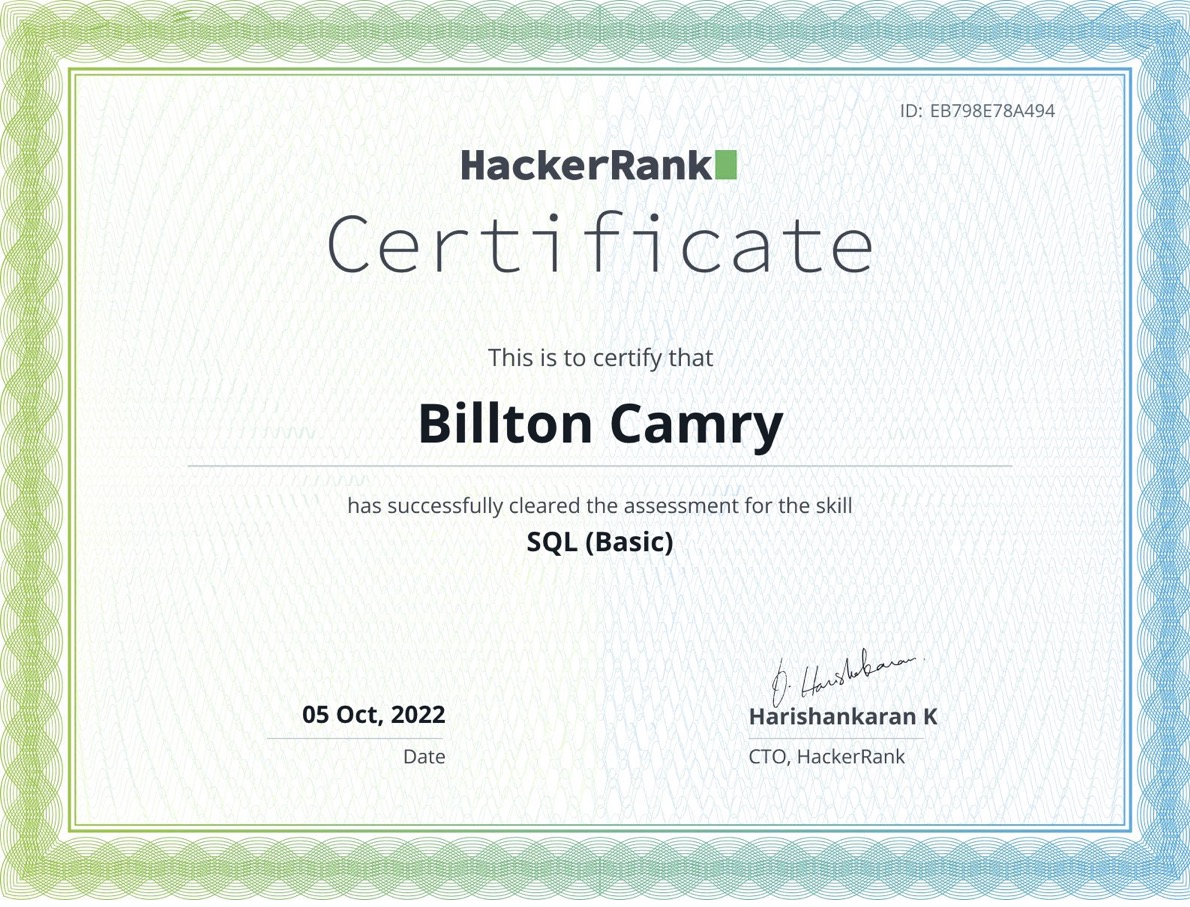 ID: EB798E78A494
HackerRank
Certificate
This is to certify that
Billton Camry
has successfully cleared the assessment for the skill
SQL (Basic)
05 Oct, 2022
Date
Harishankaran K
CTO, HackerRank